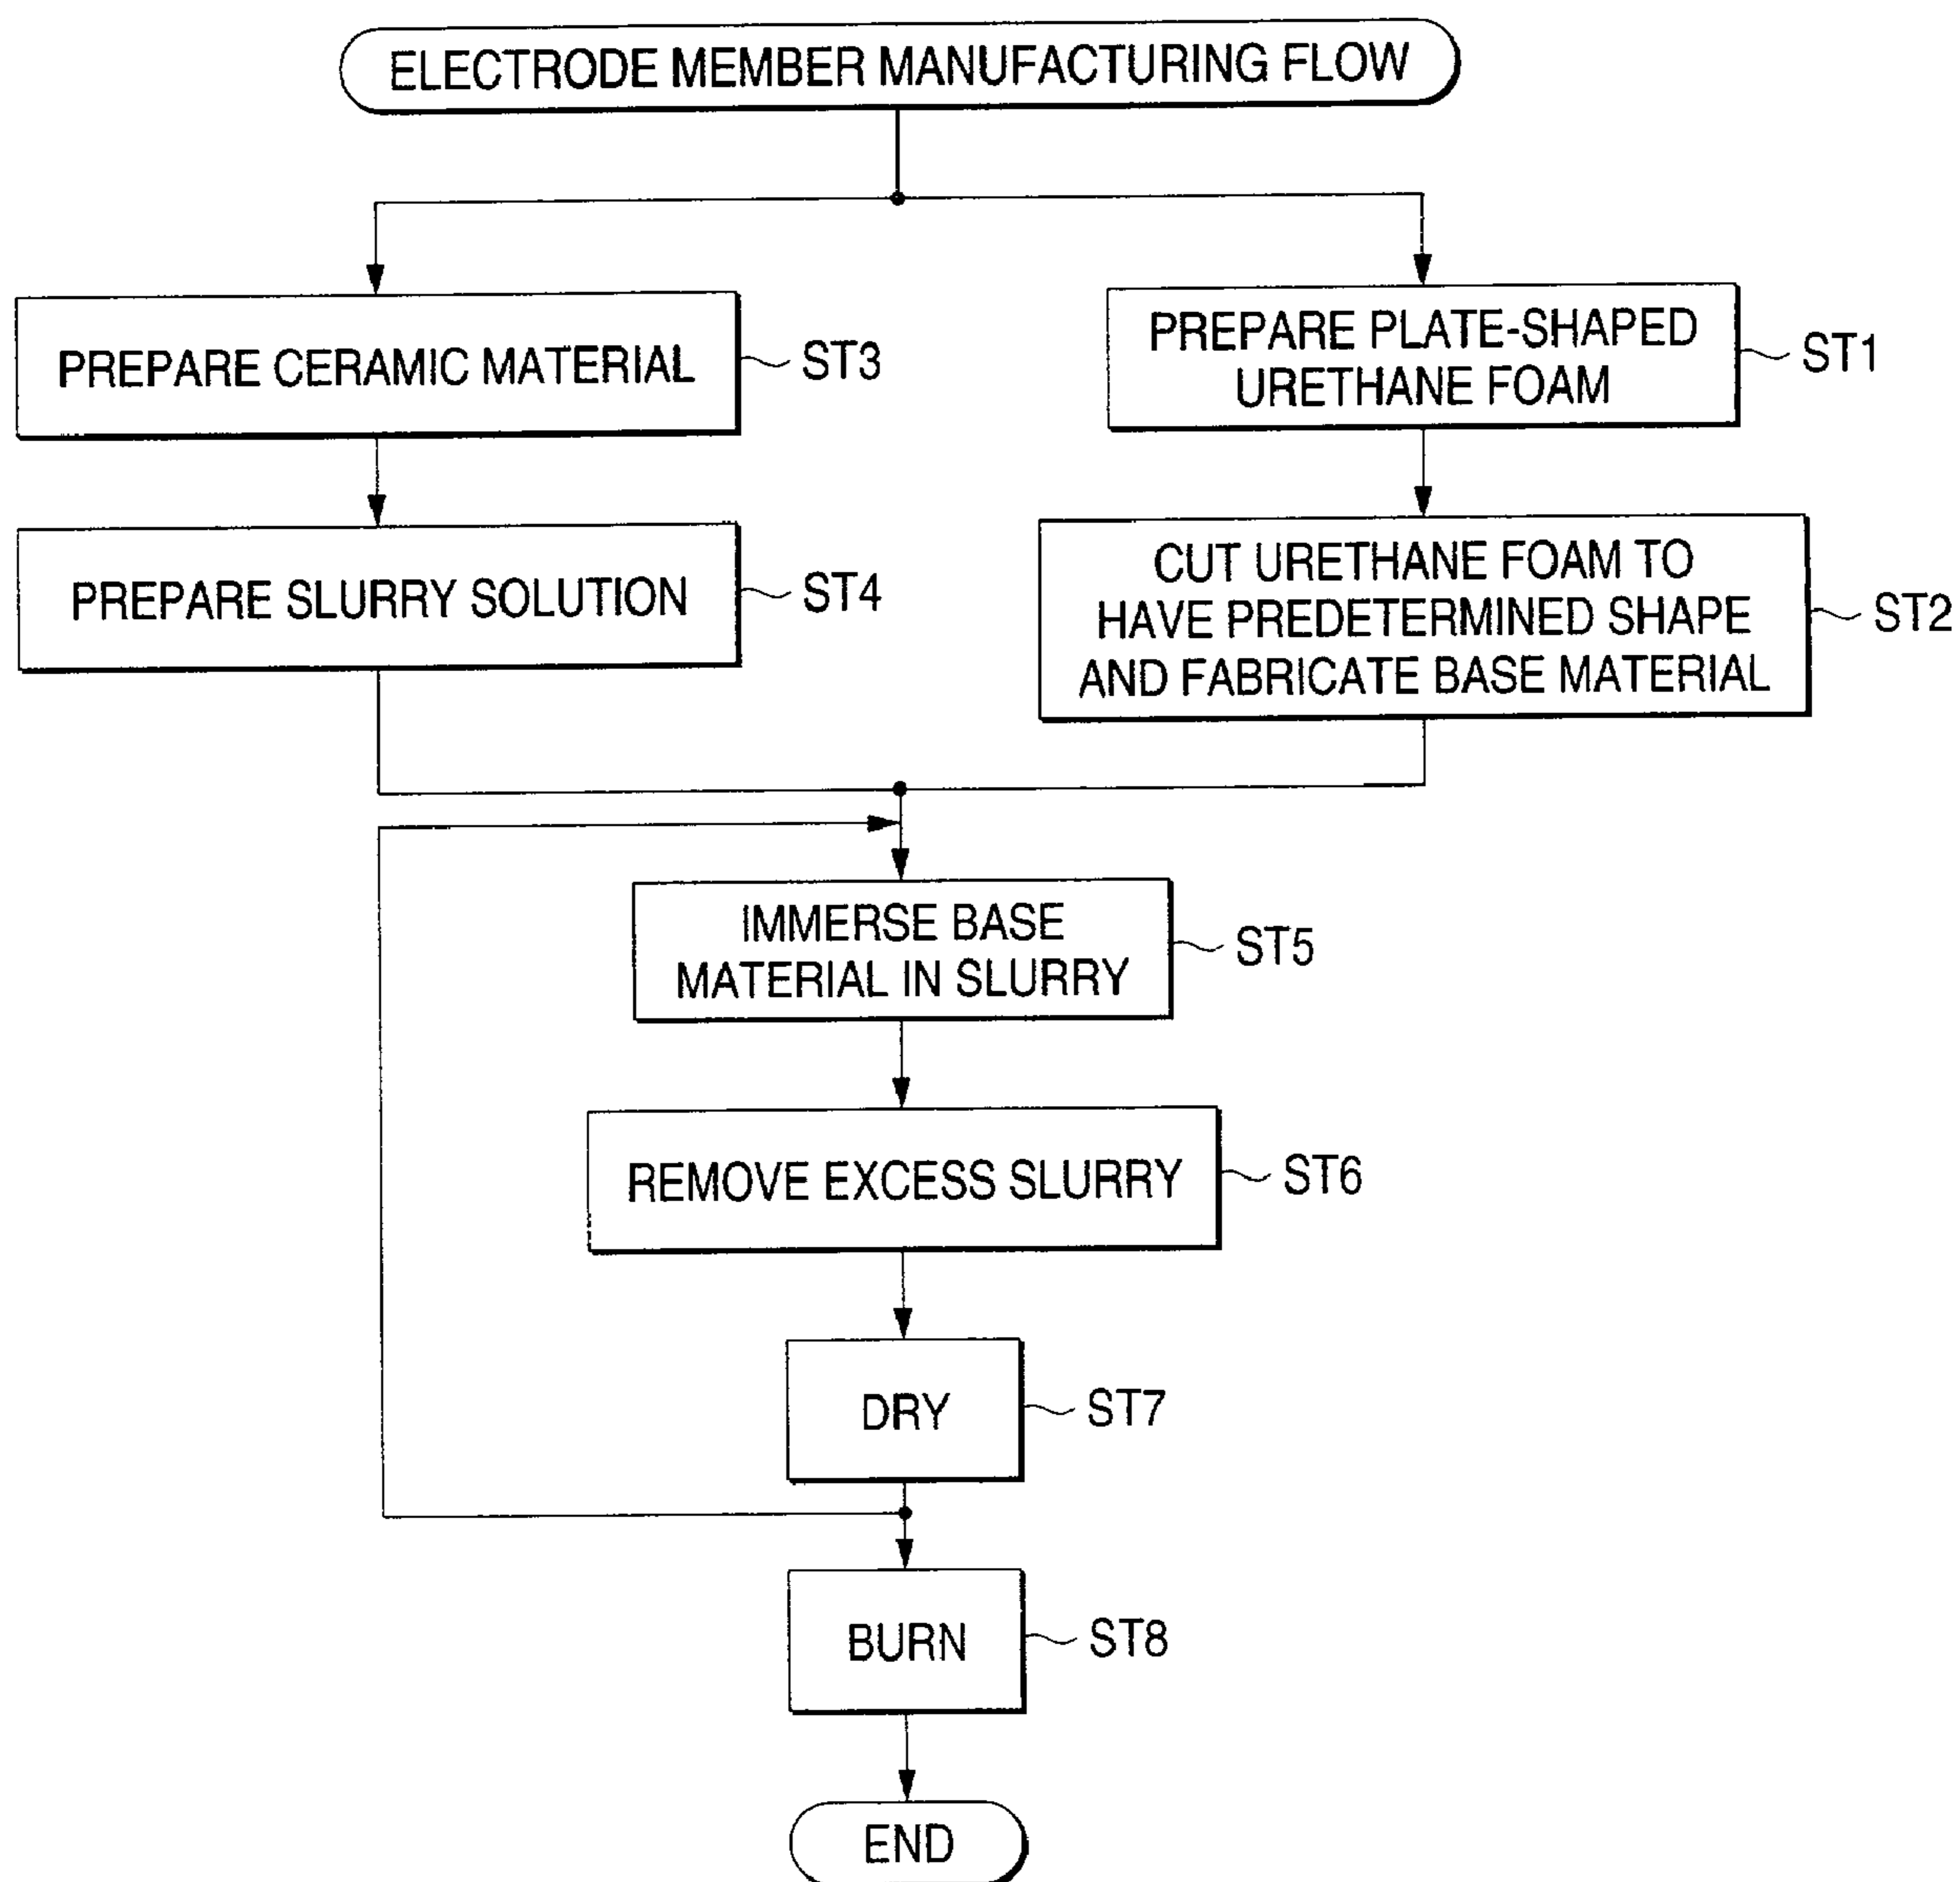 ELECTRODE MEMBER MANUFACTURING FLOW
PREPARE CERAMIC MATERIAL
ST3
PREPARE PLATE-SHAPED
URETHANE FOAM
ST1
PREPARE SLURRY SOLUTION
ST4
CUT URETHANE FOAM TO
HAVE PREDETERMINED SHAPE
AND FABRICATE BASE MATERIAL
ST2
IMMERSE BASE
MATERIAL IN SLURRY
ST5
REMOVE EXCESS SLURRY
ST6
DRY
ST7
BURN
ST8
END